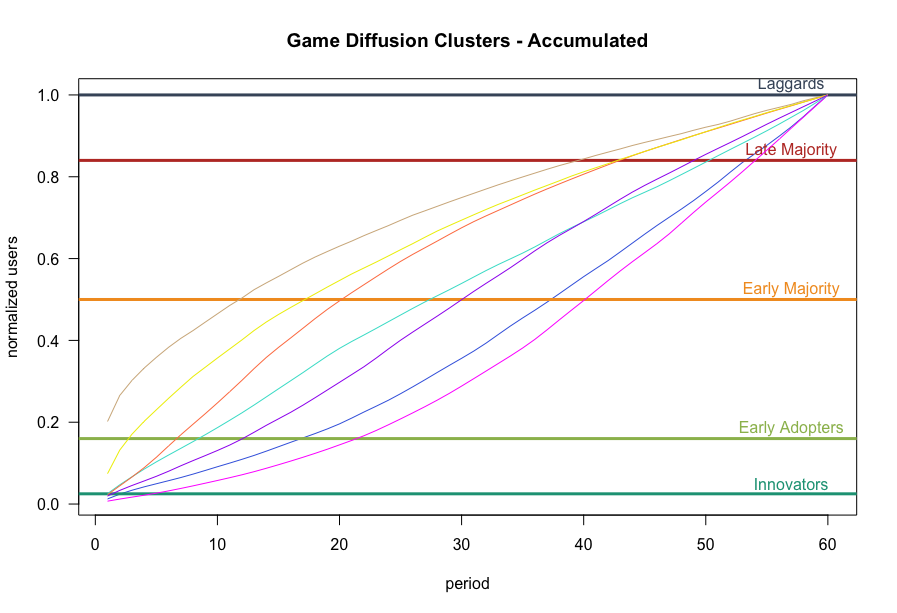 Game Diffusion Clusters - Accumulated
Laggards
1.0
Late Majority
0.8
0.6
normalized users
Early Majority
0.4
Early Adopters
0.2
Innovators
0.0
0 10 20 30 40 50 60
period